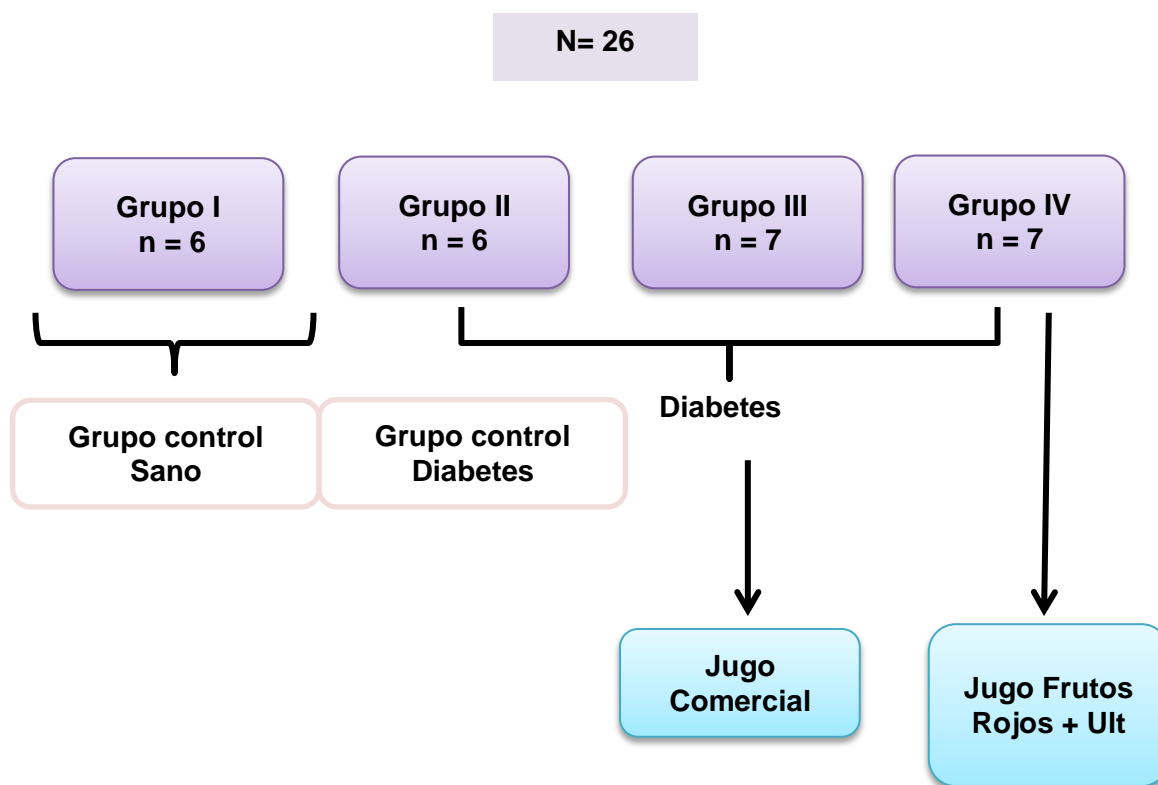 N= 26
Grupo I
n = 6
Grupo II
n = 6
Grupo III
n = 7
Grupo IV
n = 7
Grupo control
Sano
Grupo control
Diabetes
Diabetes
Jugo
Comercial
Jugo Frutos
Rojos + Ult